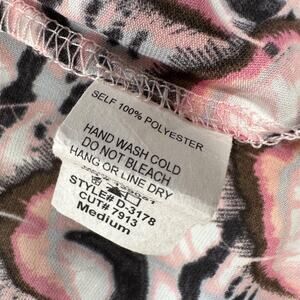 SELF 100% POLYESTER
HAND WASH COLD
DO NOT BLEACH
HANG OR LINE DRY
STYLE# D-3178
CUT# 7913
Medium